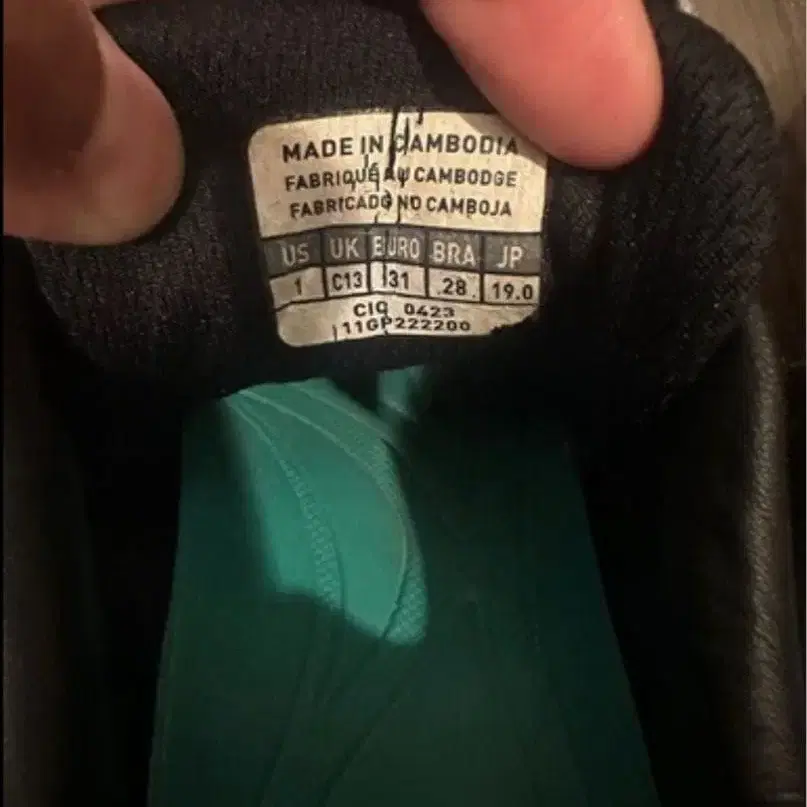 MADE IN CAMBODIA
FABRIQUÉ AU CAMBODGE
FABRICADO NO CAMBOJA
US UK EURO BRA JP
1 C13 31 28 19.0
CIQ 0423
11GP222200